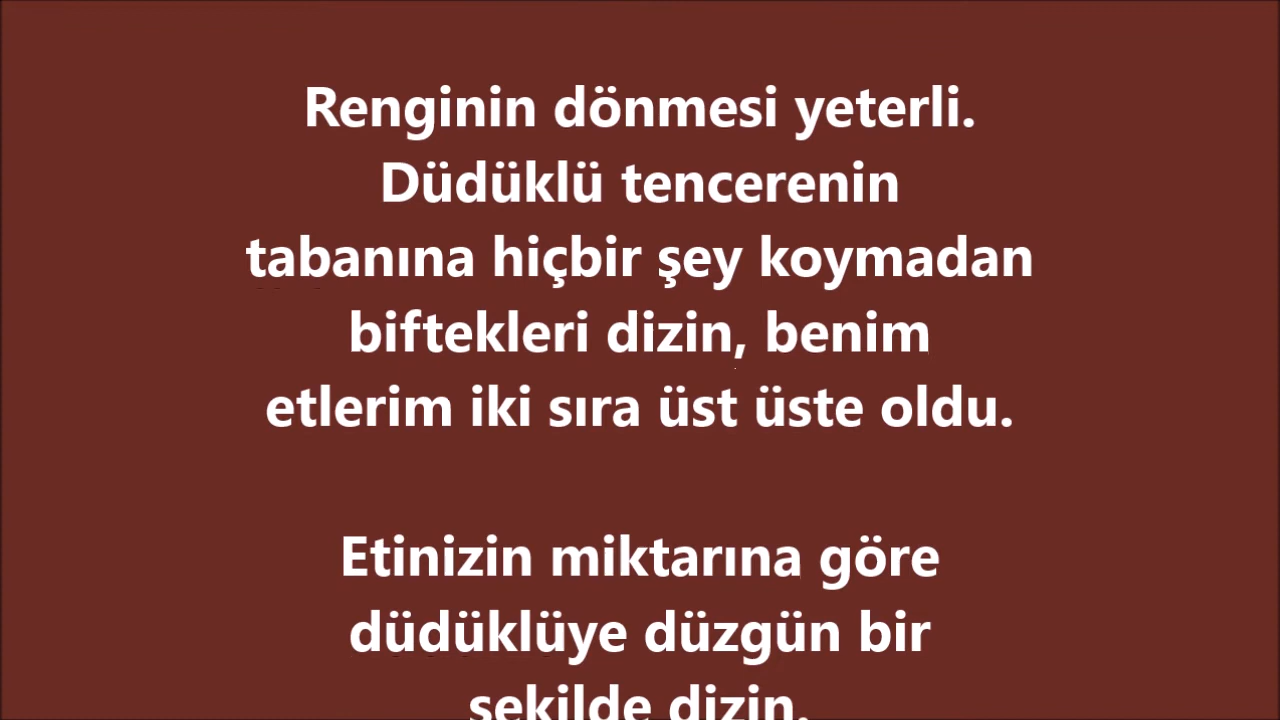 Renginin dönmesi yeterli.
Düdüklü tencerenin
tabanına hiçbir şey koymadan
biftekleri dizin, benim
etlerim iki sıra üst üste oldu.
Etinizin miktarına göre
düdüklüye düzgün bir
şekilde dizin.